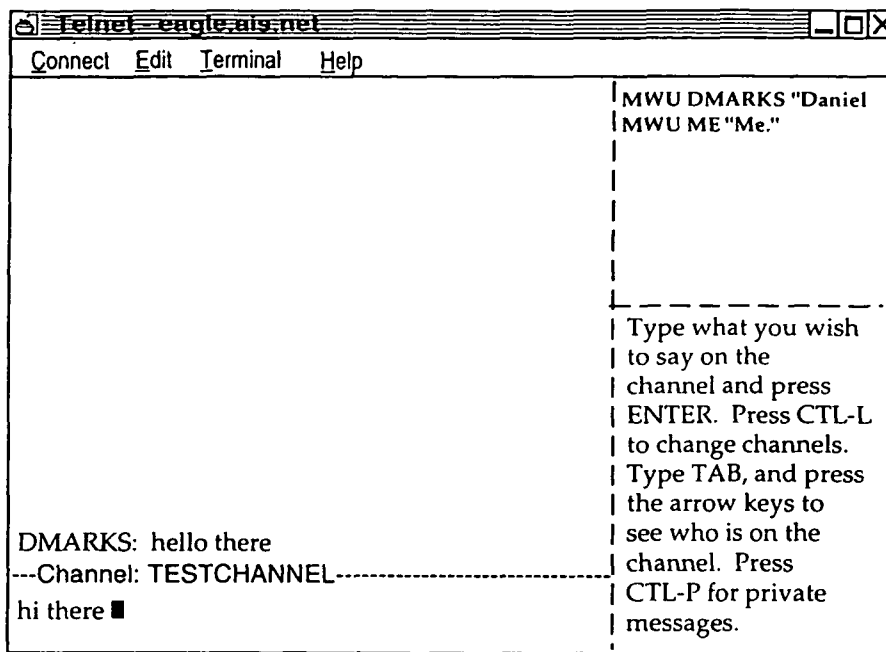 Telnet - eagle.ais.net
Connect Edit Terminal Help
MWU DMARKS "Daniel
MWU ME "Me."
DMARKS: hello there
---Channel: TESTCHANNEL---
hi there
Type what you wish
to say on the
channel and press
ENTER. Press CTL-L
to change channels.
Type TAB, and press
the arrow keys to
see who is on the
channel. Press
CTL-P for private
messages.